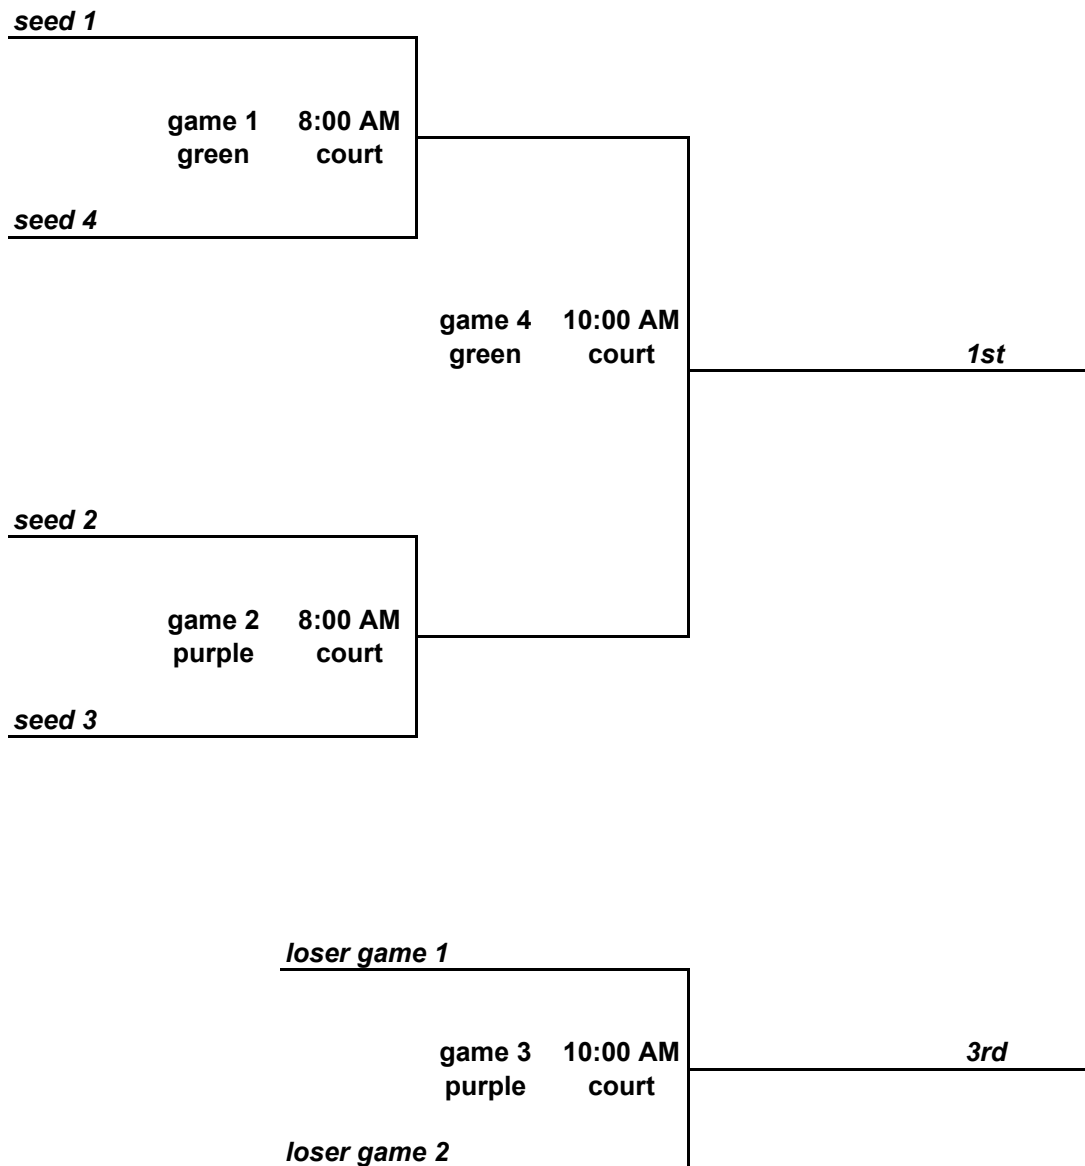 seed 1
game 1 8:00 AM
green court
seed 4
game 4 10:00 AM
green court
1st
seed 2
game 2 8:00 AM
purple court
seed 3
loser game 1
game 3 10:00 AM
purple court
3rd
loser game 2